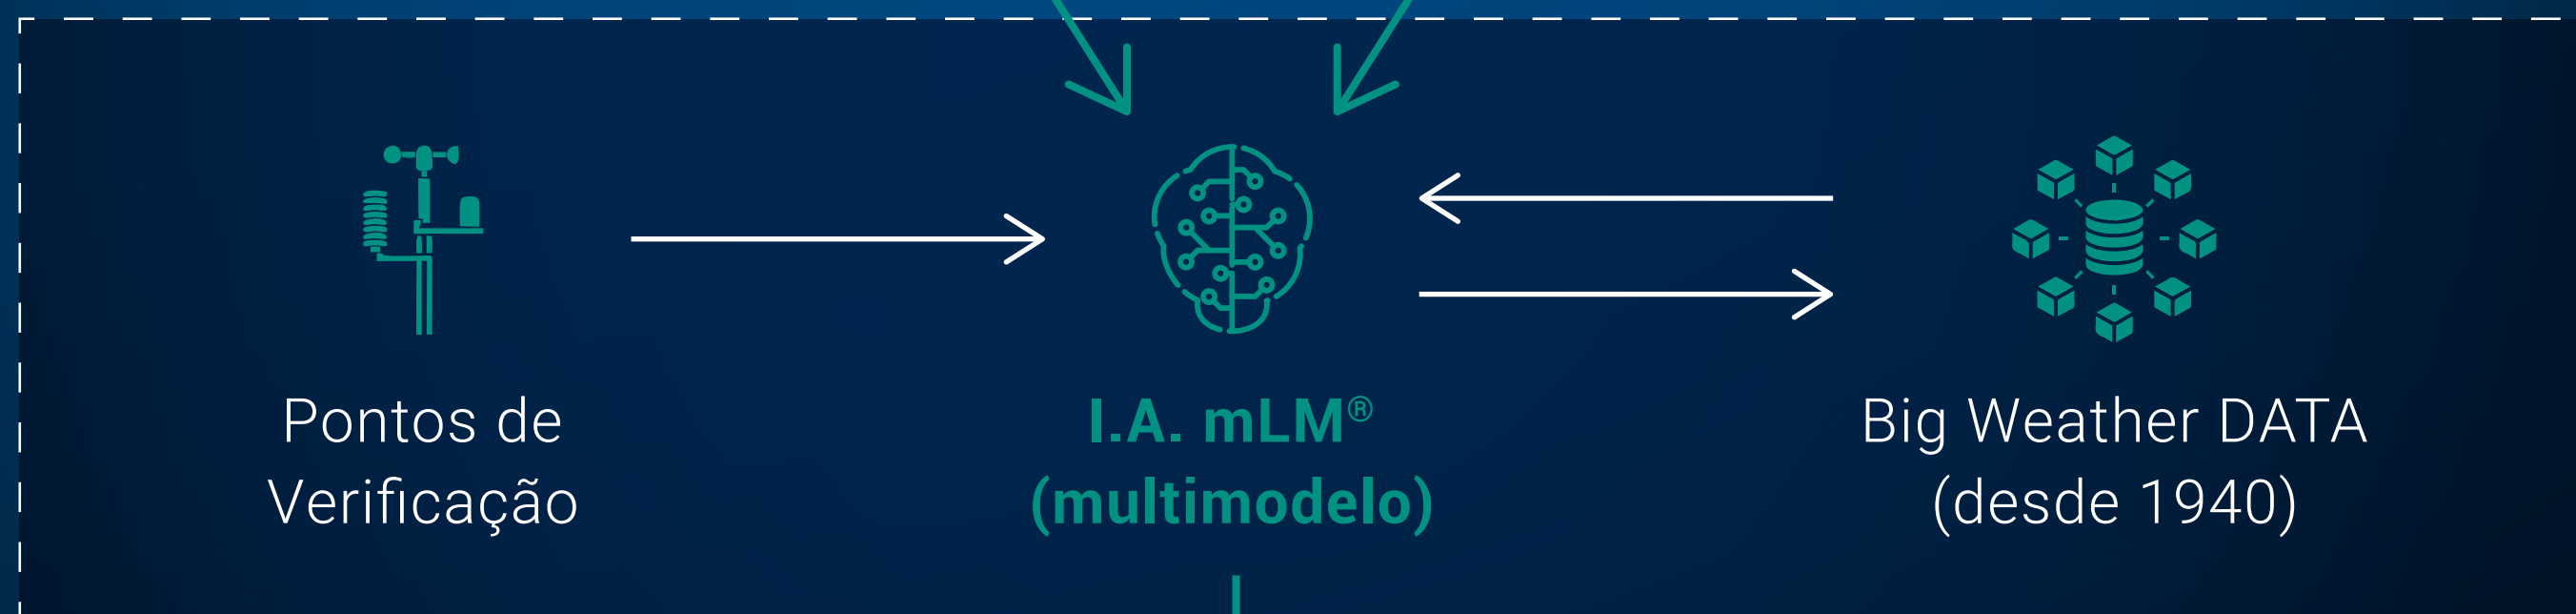 Pontos de
Verificação
I.A. mLM®
(multimodelo)
Big Weather DATA
(desde 1940)